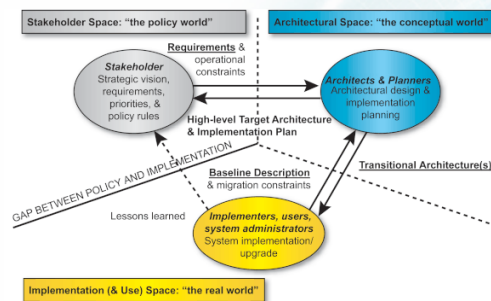 Stakeholder Space: “the policy world”
Architectural Space: “the conceptual world”
Requirements &
operational
constraints
Stakeholder
Strategic vision,
requirements,
priorities, &
policy rules
Architects & Planners
Architectural design &
implementation
planning
High-level Target Architecture
& Implementation Plan
GAP BETWEEN POLICY AND IMPLEMENTATION
Baseline Description
& migration constraints
Transitional Architecture(s)
Lessons learned
Implementers, users,
system administrators
System implementation/
upgrade
Implementation (& Use) Space: “the real world”